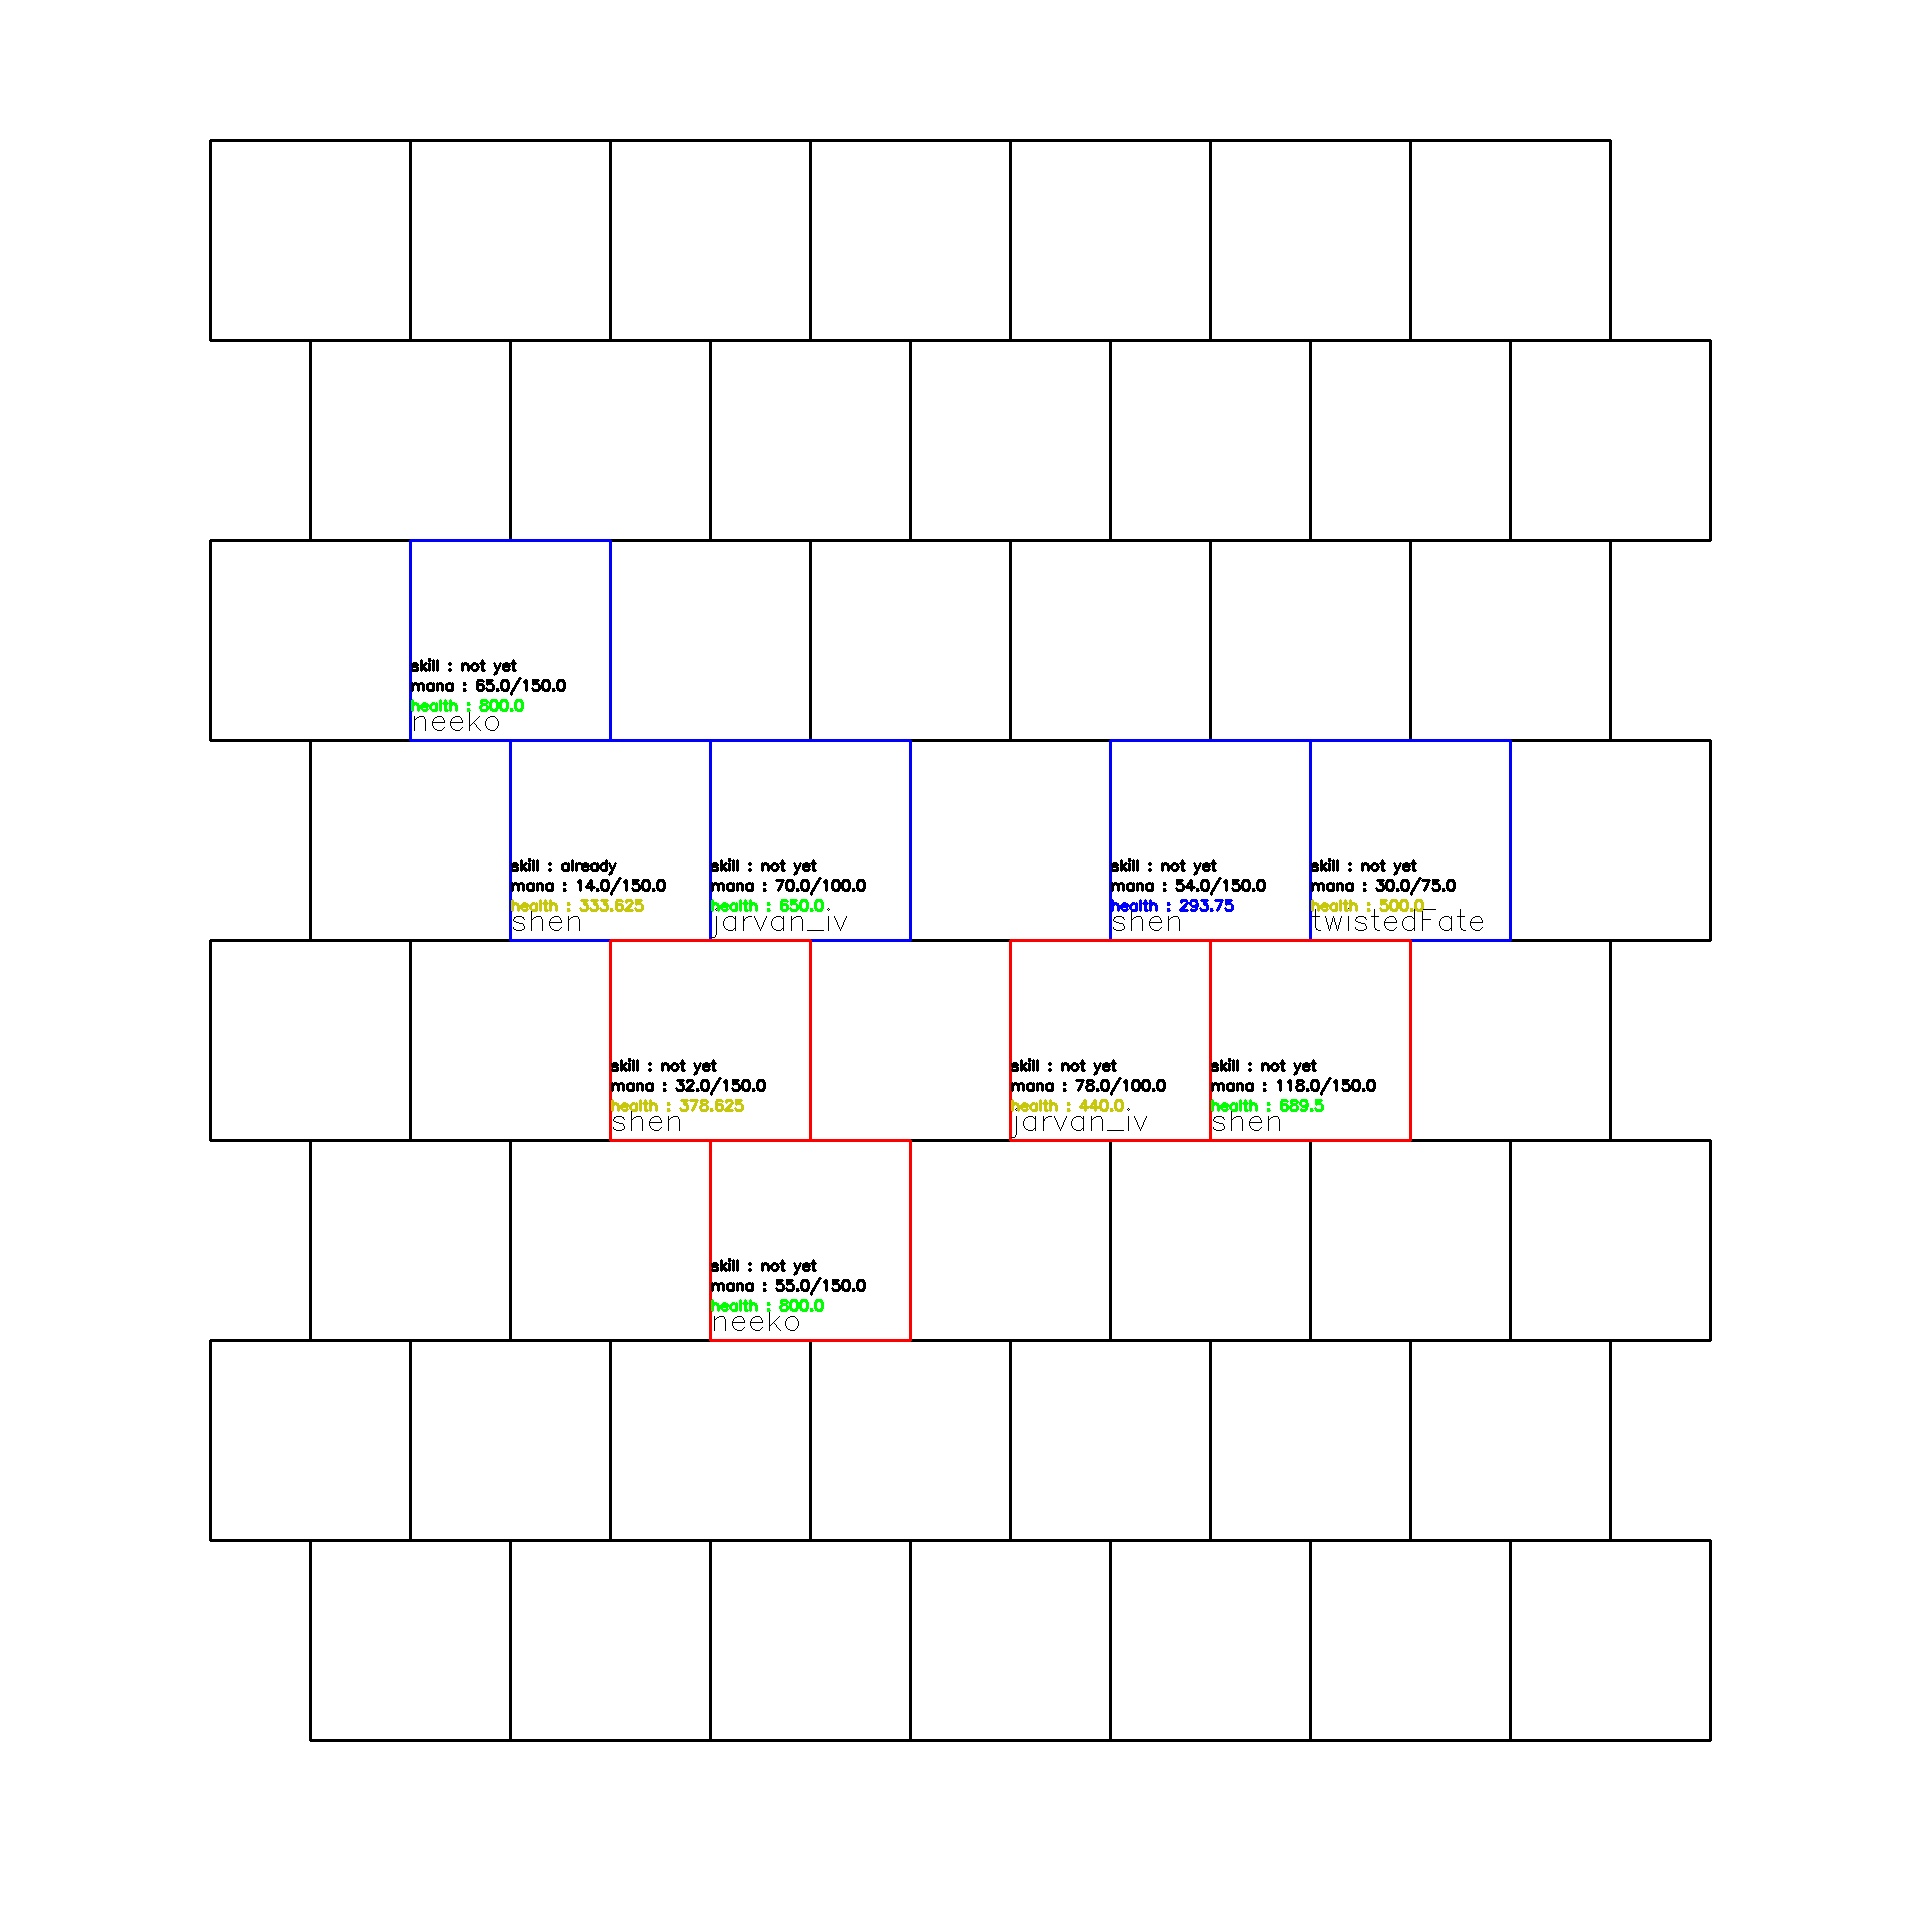 skill : not yet
mana : 65.0/150.0
health : 800.0
neeko
skill : already
mana : 14.0/150.0
health : 333.625
shen
skill : not yet
mana : 70.0/100.0
health : 650.0
jarvan_iv
skill : not yet
mana : 54.0/150.0
health : 293.75
shen
skill : not yet
mana : 30.0/75.0
health : 500.0
twistedFate
skill : not yet
mana : 32.0/150.0
health : 378.625
shen
skill : not yet
mana : 78.0/100.0
health : 440.0
jarvan_iv
skill : not yet
mana : 118.0/150.0
health : 689.5
shen
skill : not yet
mana : 55.0/150.0
health : 800.0
neeko